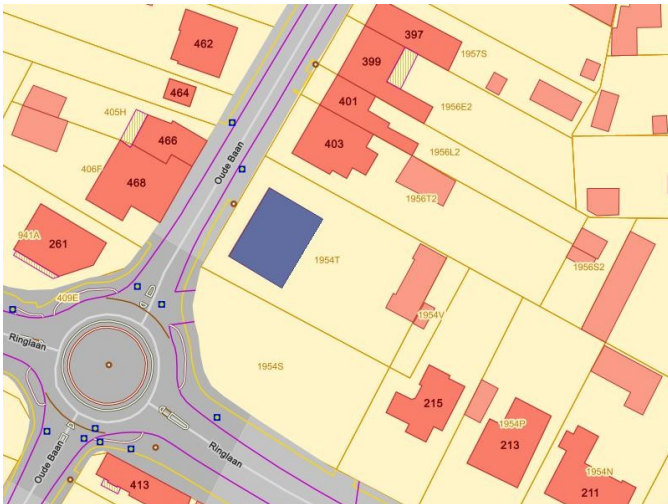 397
462
1957S
399
464
401
1956E2
405H
466
403
1956L2
Oude Baan
406F
468
1956T2
941A
261
1954T
1956S2
409E
1954V
Ringlaan
1954S
215
1954P
213
Ringlaan
Oude Baan
1954N
413
211